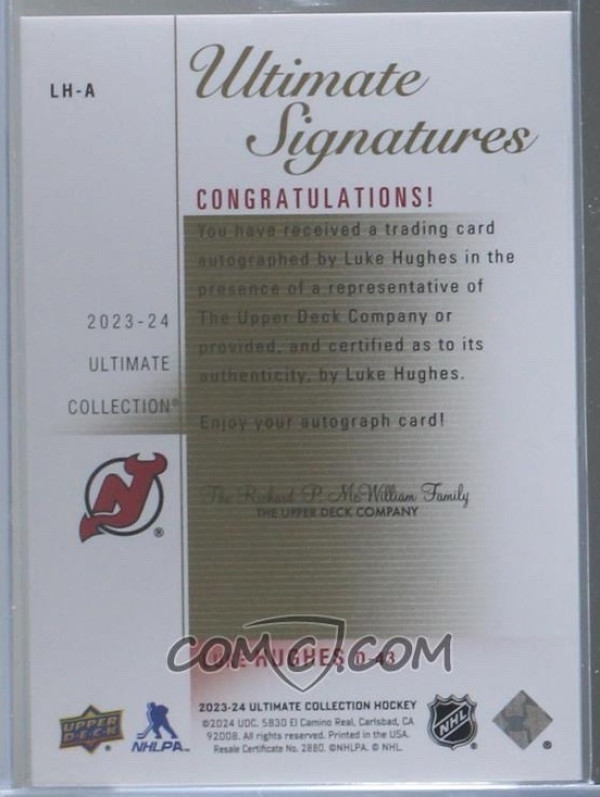 LH-A
Ultimate
Signatures
CONGRATULATIONS!
You have received a trading card
autographed by Luke Hughes in the
presence of a representative of
The Upper Deck Company or
provided, and certified as to its
authenticity, by Luke Hughes.
Enjoy your autograph card!
2023-24
ULTIMATE
COLLECTION®
The Richard P. McWilliam Family
THE UPPER DECK COMPANY
LUKE HUGHES D-43
COMC.COM
UPPER
DECK
NHLPA
NHL
2023-24 ULTIMATE COLLECTION HOCKEY
©2024 UDC. 5830 El Camino Real, Carlsbad, CA
92008. All rights reserved. Printed in the USA.
Resale Certificate No. 2880. ©NHLPA. © NHL.